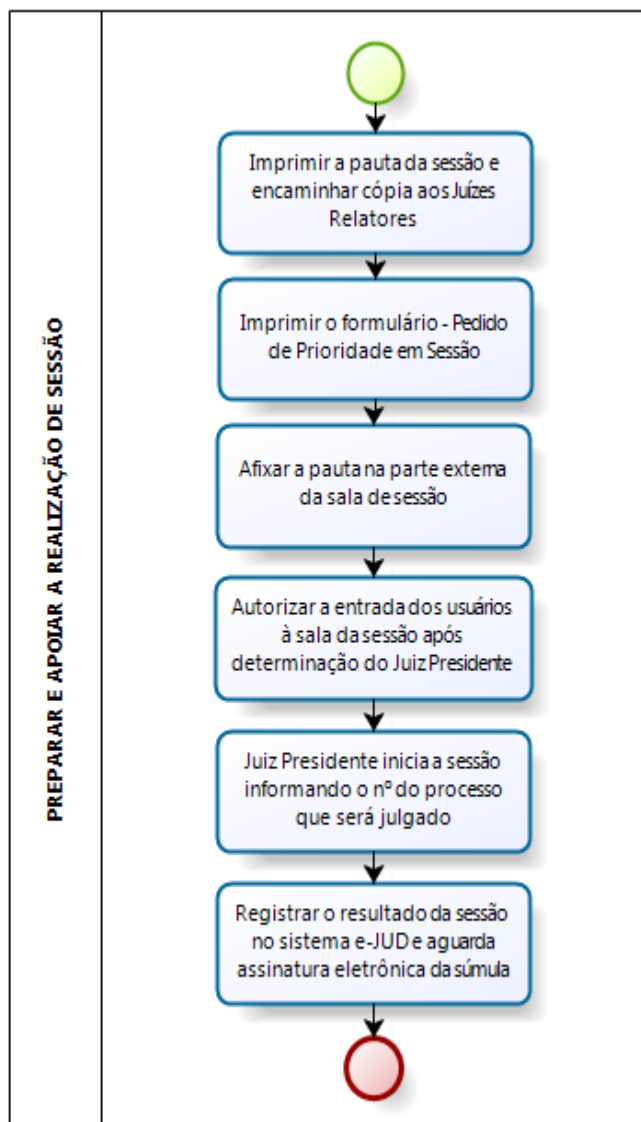 PREPARAR E APOIAR A REALIZAÇÃO DE SESSÃO
Imprimir a pauta da sessão e
encaminhar cópia aos Juízes
Relatores
Imprimir o formulário - Pedido
de Prioridade em Sessão
Afixar a pauta na parte externa
da sala de sessão
Autorizar a entrada dos usuários
à sala da sessão após
determinação do Juiz Presidente
Juiz Presidente inicia a sessão
informando o nº do processo
que será julgado
Registrar o resultado da sessão
no sistema e-JUD e aguarda
assinatura eletrônica da súmula